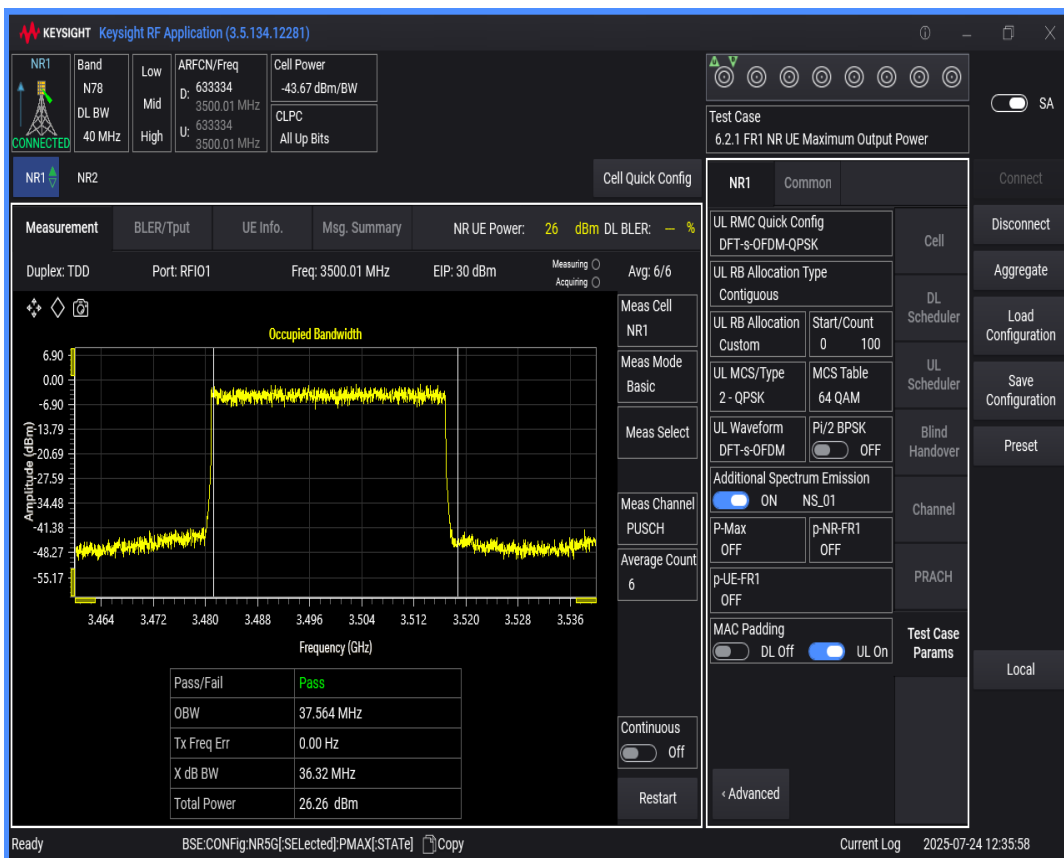 KEYSIGHT Keysight RF Application (3.5.134.12281)
NR1
CONNECTED
Band
N78
DL BW
40 MHz
Low
Mid
High
ARFCN/Freq
D: 633334
3500.01 MHz
U: 633334
3500.01 MHz
Cell Power
-43.67 dBm/BW
CLPC
All Up Bits
Test Case
6.2.1 FR1 NR UE Maximum Output Power
SA
NR1
NR2
Cell Quick Config
Measurement
BLER/Tput
UE Info.
Msg. Summary
NR UE Power: 26 dBm DL BLER: — %
Duplex: TDD
Port: RFIO1
Freq: 3500.01 MHz
EIP: 30 dBm
Measuring
Acquiring
Avg: 6/6
Occupied Bandwidth
Amplitude (dBm)
6.90
0.00
-6.90
-13.79
-20.69
-27.59
-34.48
-41.38
-48.27
-55.17
3.464 3.472 3.480 3.488 3.496 3.504 3.512 3.520 3.528 3.536
Frequency (GHz)
Pass/Fail Pass
OBW 37.564 MHz
Tx Freq Err 0.00 Hz
X dB BW 36.32 MHz
Total Power 26.26 dBm
Meas Cell
NR1
Meas Mode
Basic
Meas Select
Meas Channel
PUSCH
Average Count
6
Continuous
Off
Restart
NR1
Common
UL RMC Quick Config
DFT-s-OFDM-QPSK
UL RB Allocation Type
Contiguous
UL RB Allocation
Custom
Start/Count
0 100
UL MCS/Type
2 - QPSK
MCS Table
64 QAM
UL Waveform
DFT-s-OFDM
Pi/2 BPSK
OFF
Additional Spectrum Emission
ON NS_01
P-Max
OFF
p-NR-FR1
OFF
p-UE-FR1
OFF
MAC Padding
DL Off UL On
‹ Advanced
Cell
DL
Scheduler
UL
Scheduler
Blind
Handover
Channel
PRACH
Test Case
Params
Connect
Disconnect
Aggregate
Load
Configuration
Save
Configuration
Preset
Local
Ready
BSE:CONFig:NR5G[:SELected]:PMAX[:STATe] Copy
Current Log 2025-07-24 12:35:58